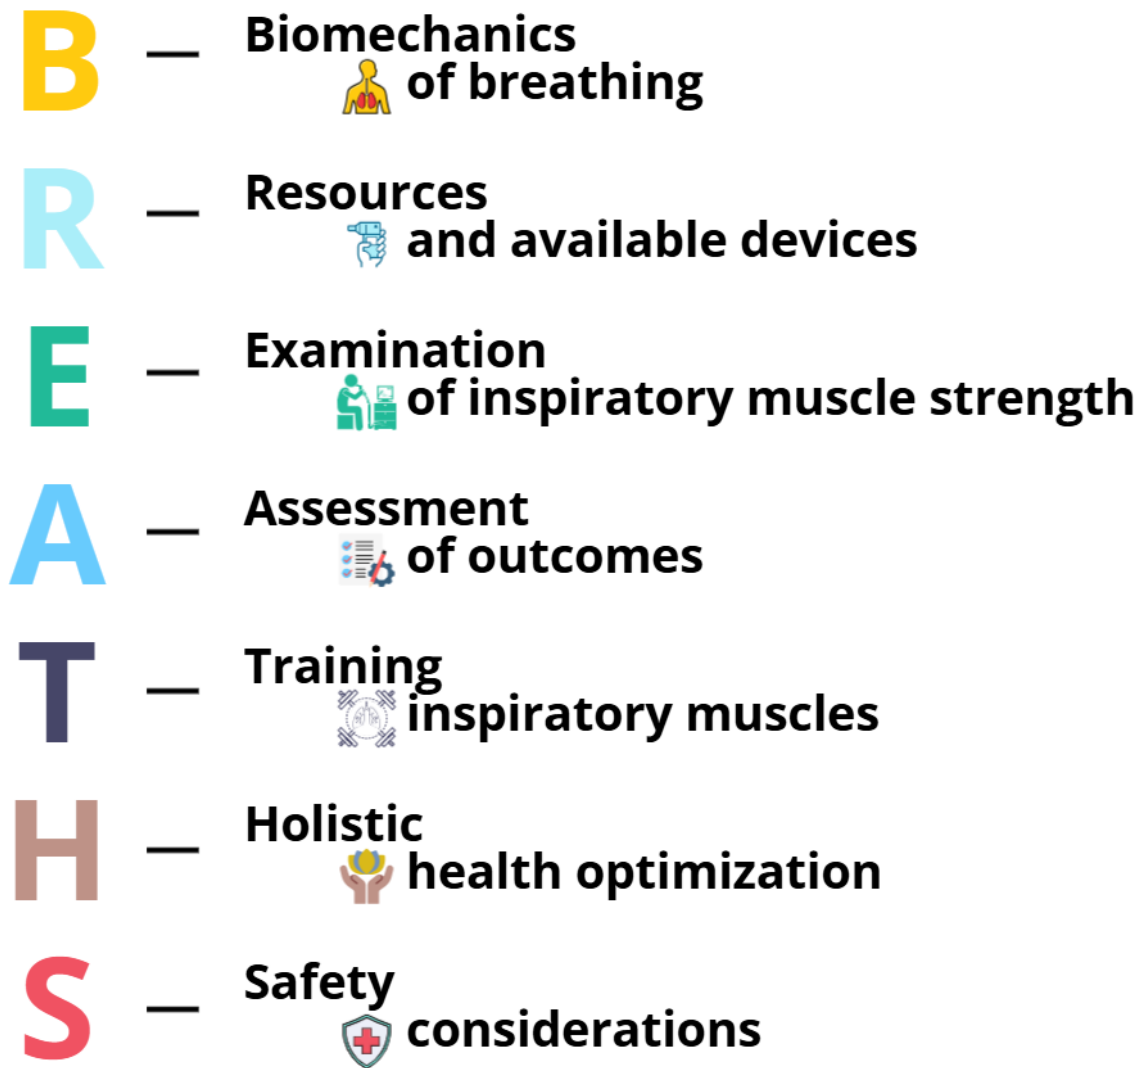 B — Biomechanics
of breathing
R — Resources
and available devices
E — Examination
of inspiratory muscle strength
A — Assessment
of outcomes
T — Training
inspiratory muscles
H — Holistic
health optimization
S — Safety
considerations